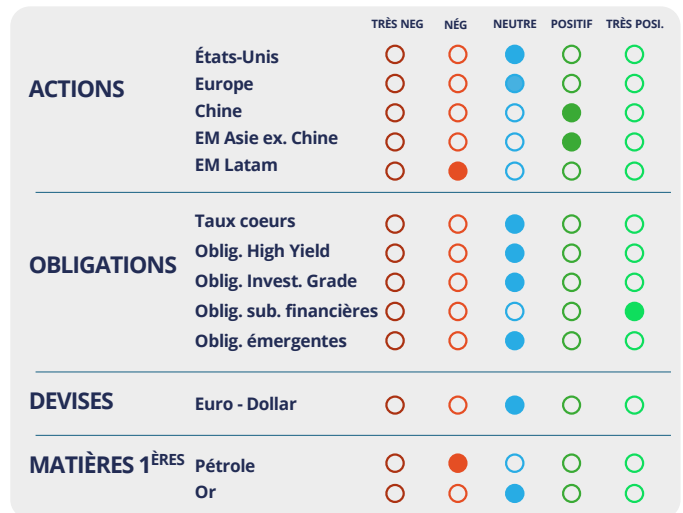 TRÈS NEG NÉG NEUTRE POSITIF TRÈS POSI.
ACTIONS
États-Unis
Europe
Chine
EM Asie ex. Chine
EM Latam
OBLIGATIONS
Taux coeurs
Oblig. High Yield
Oblig. Invest. Grade
Oblig. sub. financières
Oblig. émergentes
DEVISES
Euro - Dollar
MATIÈRES 1ÈRES
Pétrole
Or